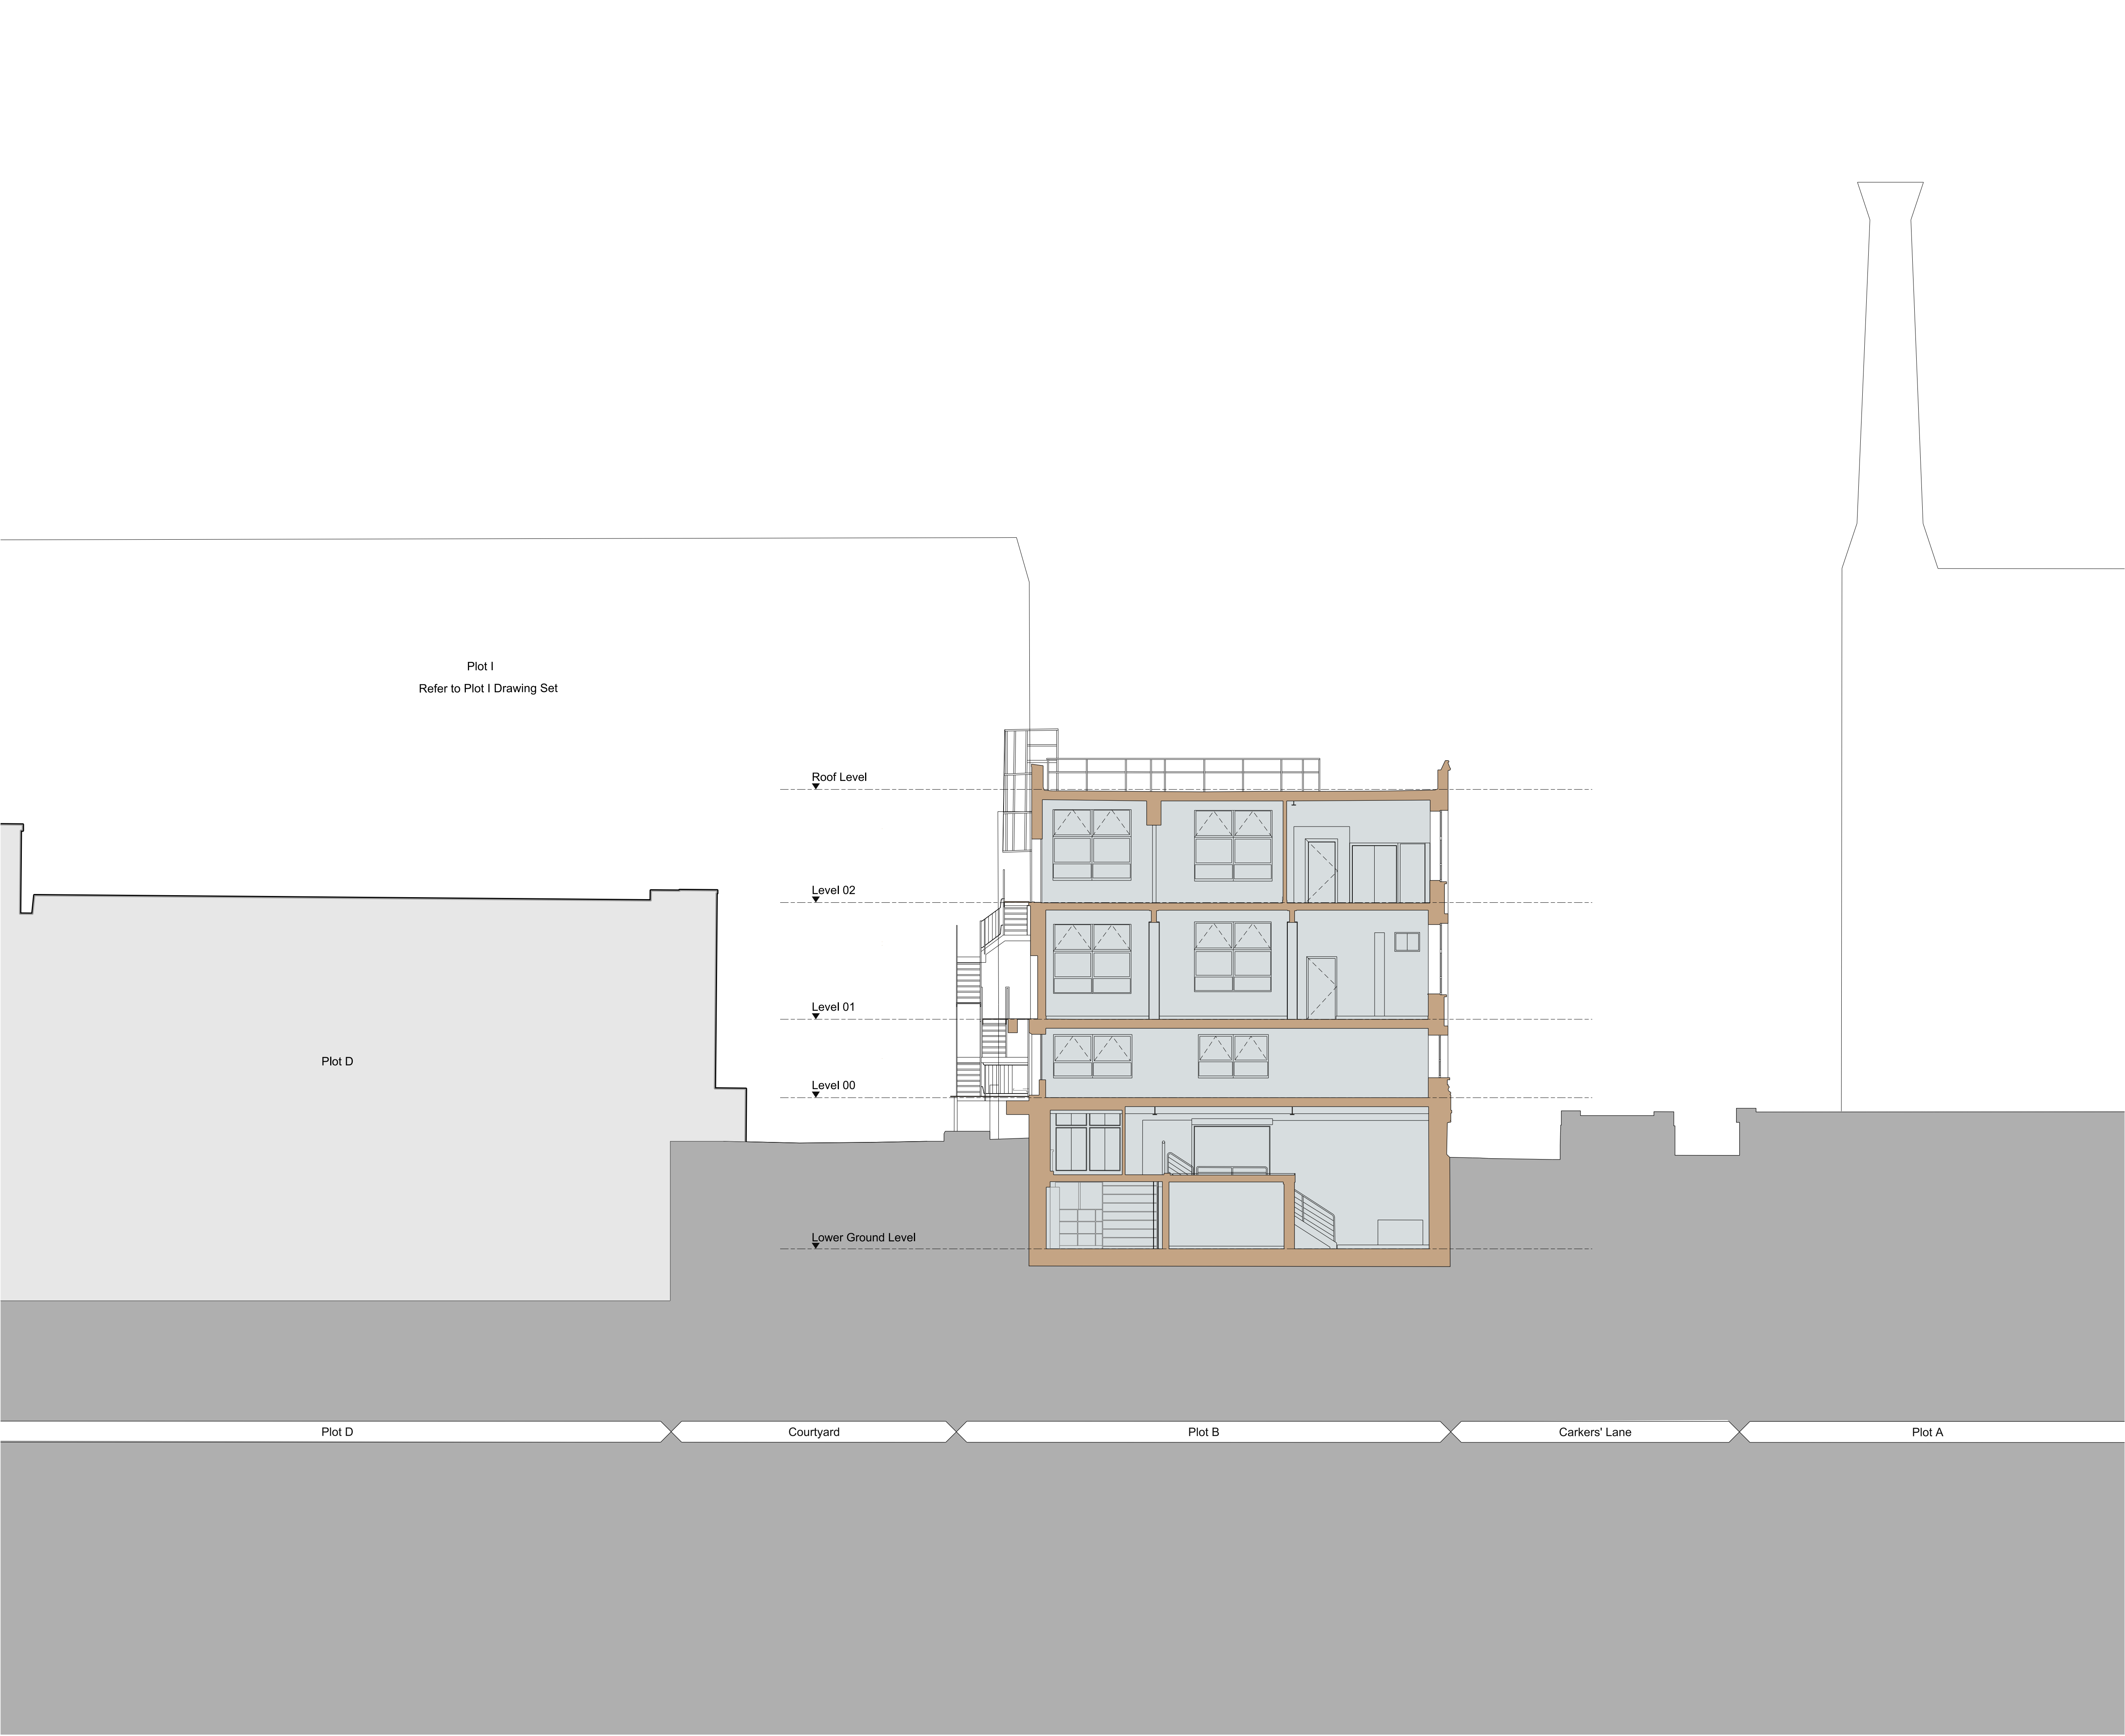 Plot I
Refer to Plot I Drawing Set
Roof Level
Level 02
Level 01
Plot D
Level 00
Lower Ground Level
Plot D
Courtyard
Plot B
Carkers' Lane
Plot A